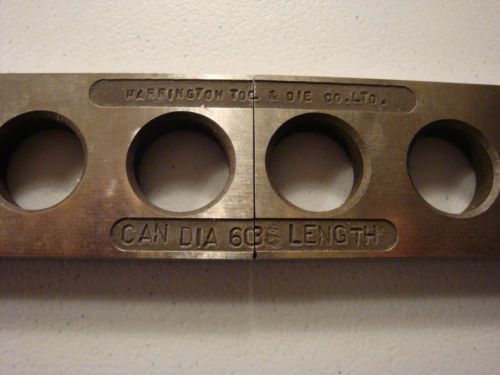 HARRINGTON TOOL & DIE CO. LTD.
CAN DIA 603 LENGTH